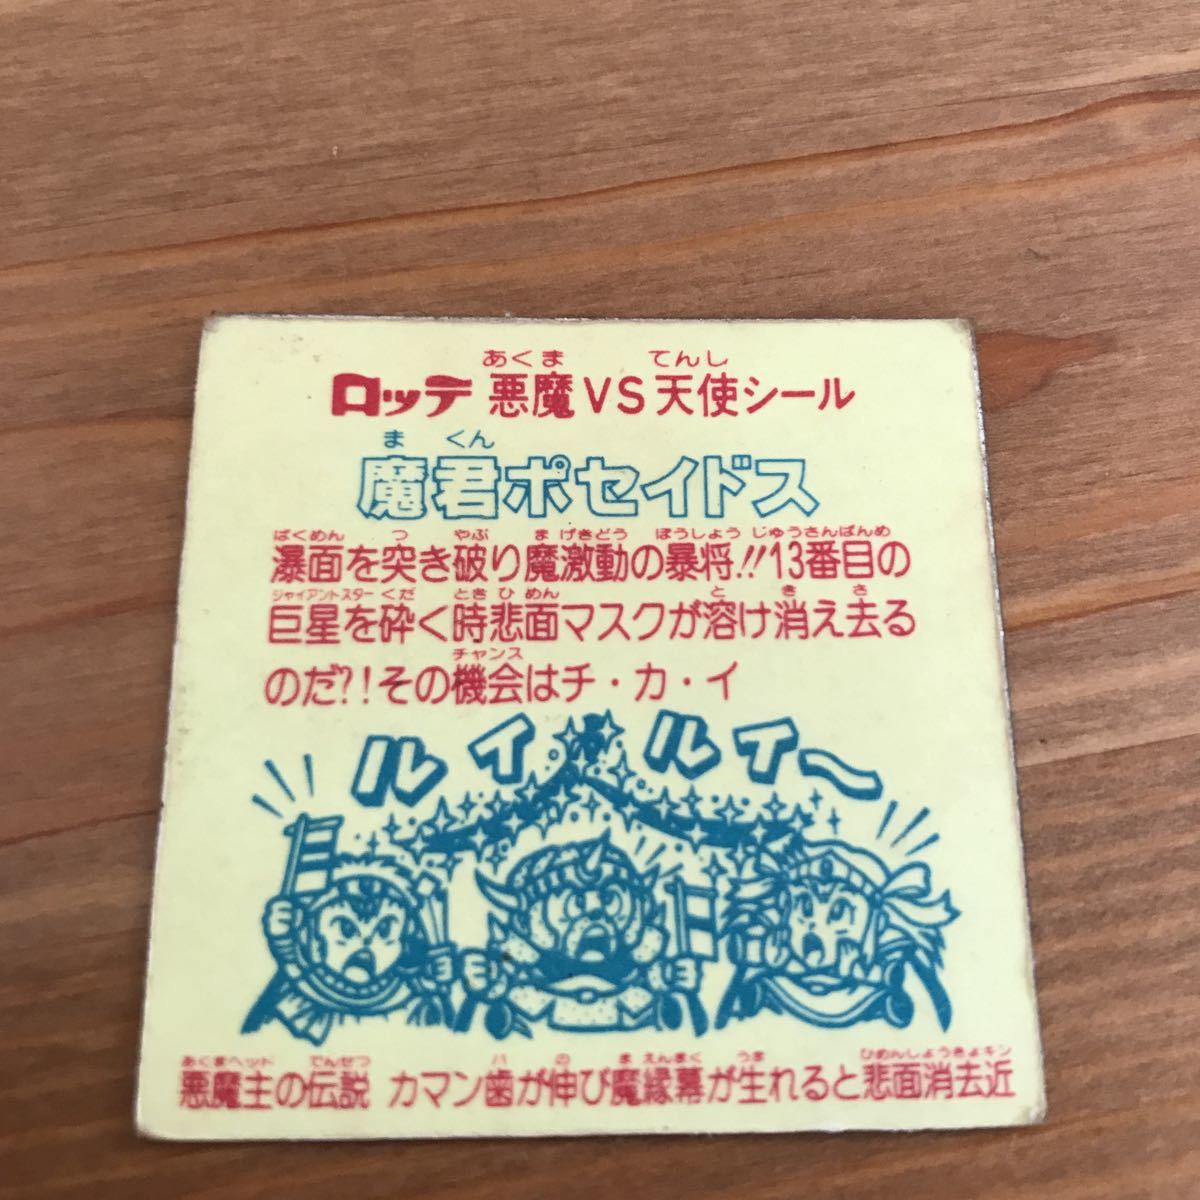 あくま てんし
ロッテ 悪魔VS天使シール
ま くん
魔君ポセイドス
ばくめん つ やぶ ま げきどう ぼうしょう じゅうさんばんめ
瀑面を突き破り魔激動の暴将!!13番目の
ジャイアントスター くだ とき ひ めん と き さ
巨星を砕く時悲面マスクが溶け消え去る
チャンス
のだ?!その機会はチ・カ・イ
ルイ ルイ〜
あくまヘッド でんせつ ハ の ま えんまく うま ひめんしょうきょキン
悪魔主の伝説 カマン歯が伸び魔縁幕が生れると悲面消去近